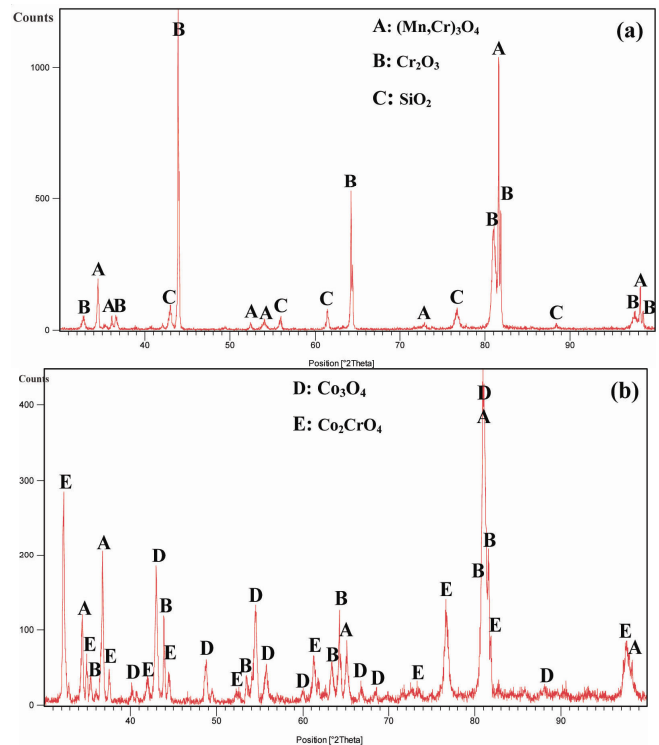 Counts
(a)
A: (Mn,Cr)₃O₄
B: Cr₂O₃
C: SiO₂
1000
500
0
B
A
B
A
B
C
B
A
A
C
C
B
A
C
B
A
B
C
B
A
B
40
50
60
70
80
90
Position [°2Theta]
Counts
(b)
D: Co₃O₄
E: Co₂CrO₄
400
300
200
100
0
E
A
E
B
A
E
D
E
D
B
E
D
E
B
D
D
D
E
B
B
A
D
D
E
E
D
A
B
B
E
D
E
A
40
50
60
70
80
90
Position [°2Theta]